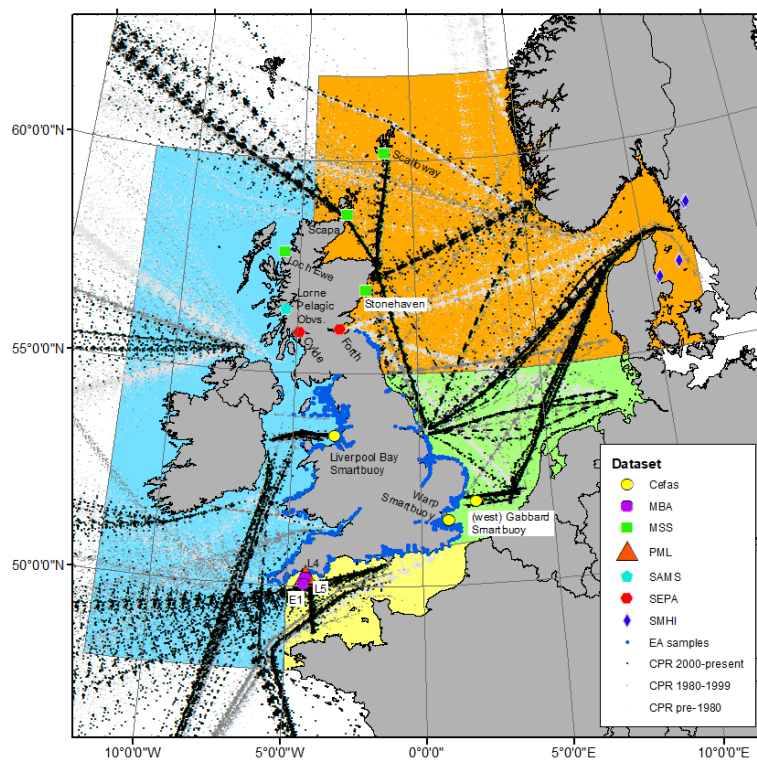 60°0'0"N
55°0'0"N
50°0'0"N
Scalloway
Scapa
Loch Ewe
Lorne
Pelagic
Obvs.
Stonehaven
Clyde
Forth
Liverpool Bay
Smartbuoy
Warp
Smartbuoy
(west) Gabbard
Smartbuoy
L4
L5
E1
Dataset
Cefas
MBA
MSS
PML
SAMS
SEPA
SMHI
EA samples
CPR 2000-present
CPR 1980-1999
CPR pre-1980
10°0'0"W
5°0'0"W
0°0'0"
5°0'0"E
10°0'0"E